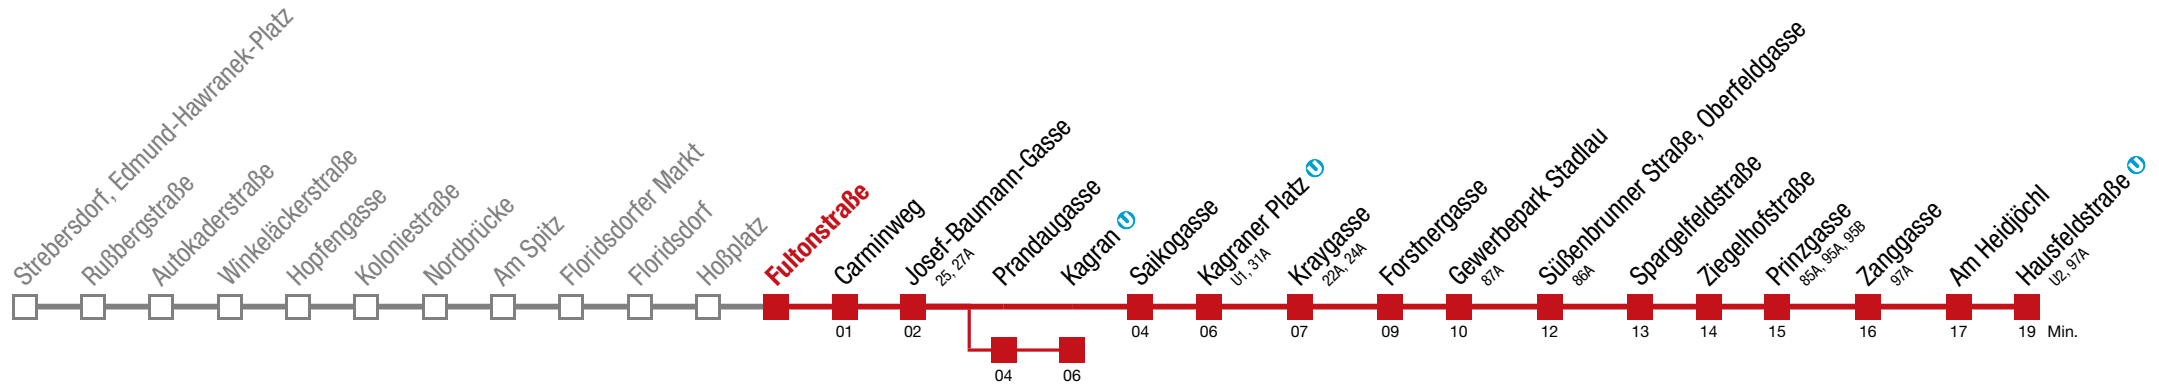 Strebersdorf, Edmund-Hawranek-Platz
Rußbergstraße
Autokaderstraße
Winkeläckerstraße
Hopfengasse
Koloniestraße
Nordbrücke
Am Spitz
Floridsdorfer Markt
Floridsdorf
Hoßplatz
Fultonstraße
Carminweg
Josef-Baumann-Gasse
25, 27A
Prandaugasse
Kagran U
Saikogasse
Kagraner Platz U
U1, 31A
Kraygasse
22A, 24A
Forstnergasse
Gewerbepark Stadlau
87A
Süßenbrunner Straße, Oberfeldgasse
86A
Spargelfeldstraße
Ziegelhofstraße
Prinzgasse
85A, 95A, 95B
Zanggasse
97A
Am Heidjöchl
Hausfeldstraße U
U2, 97A
01 02 04 06 07 09 10 12 13 14 15 16 17 19 Min.
04 06